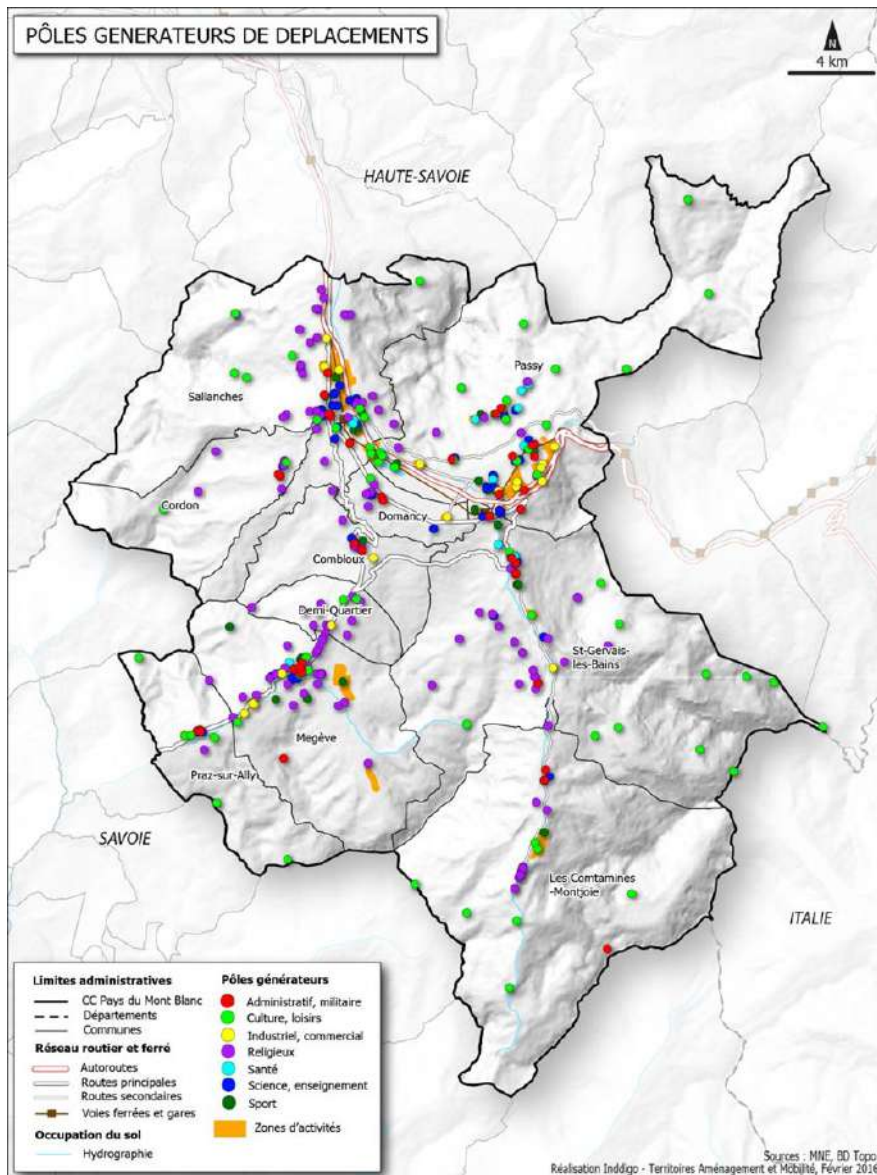 PÔLES GENERATEURS DE DEPLACEMENTS
N
4 km
HAUTE-SAVOIE
Passy
Sallanches
Cordon
Domancy
Combloux
Demi-Quartier
St-Gervais-
les-Bains
Megève
Praz-sur-Arly
SAVOIE
Les Comtamines
-Montjoie
ITALIE
Limites administratives
CC Pays du Mont Blanc
Départements
Communes
Réseau routier et ferré
Autoroutes
Routes principales
Routes secondaires
Voies ferrées et gares
Occupation du sol
Hydrographie
Pôles générateurs
Administratif, militaire
Culture, loisirs
Industriel, commercial
Religieux
Santé
Science, enseignement
Sport
Zones d'activités
Sources : MNE, BD Topo
Réalisation Inddigo - Territoires Aménagement et Mobilité, Février 2016